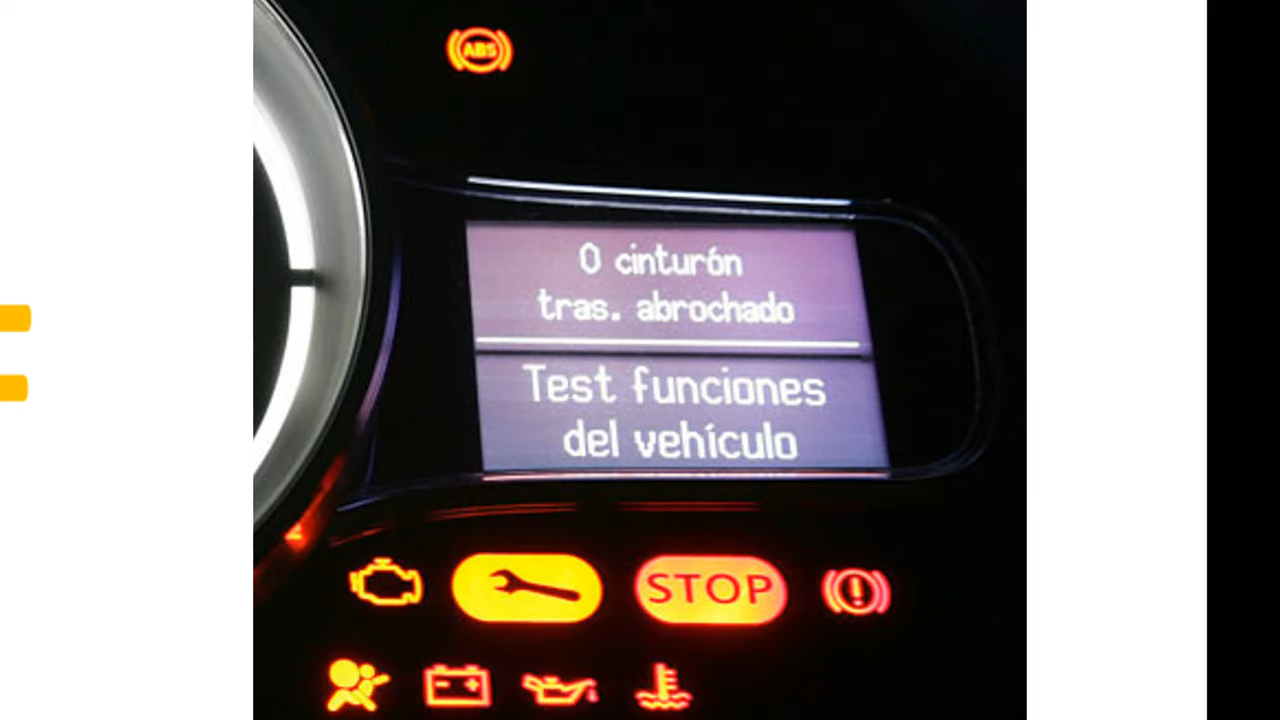 ABS
0 cinturón
tras. abrochado
Test funciones
del vehículo
STOP